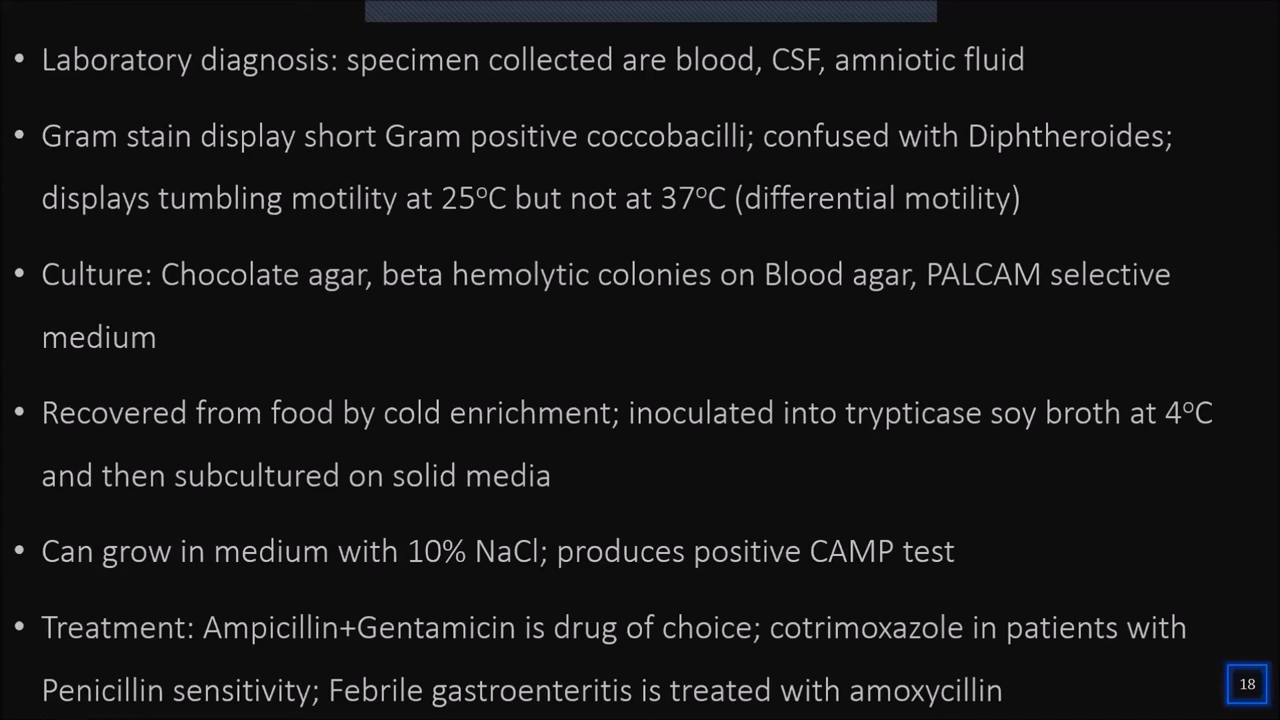 • Laboratory diagnosis: specimen collected are blood, CSF, amniotic fluid
• Gram stain display short Gram positive coccobacilli; confused with Diphtheroides;
displays tumbling motility at 25°C but not at 37°C (differential motility)
• Culture: Chocolate agar, beta hemolytic colonies on Blood agar, PALCAM selective
medium
• Recovered from food by cold enrichment; inoculated into trypticase soy broth at 4°C
and then subcultured on solid media
• Can grow in medium with 10% NaCl; produces positive CAMP test
• Treatment: Ampicillin+Gentamicin is drug of choice; cotrimoxazole in patients with
Penicillin sensitivity; Febrile gastroenteritis is treated with amoxycillin
18